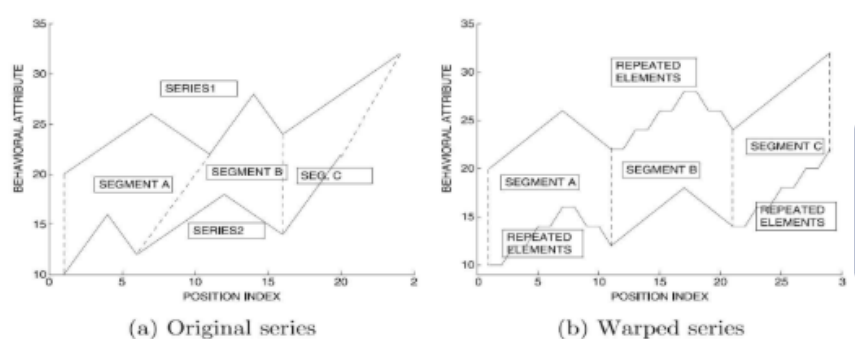 35
30
25
20
15
10
BEHAVIORAL ATTRIBUTE
SERIES1
SEGMENT A
SEGMENT B
SEG. C
SERIES2
0
5
10
15
20
2
POSITION INDEX
(a) Original series
35
30
25
20
15
10
BEHAVIORAL ATTRIBUTE
REPEATED
ELEMENTS
SEGMENT A
SEGMENT B
SEGMENT C
REPEATED
ELEMENTS
REPEATED
ELEMENTS
0
5
10
15
20
25
3
POSITION INDEX
(b) Warped series